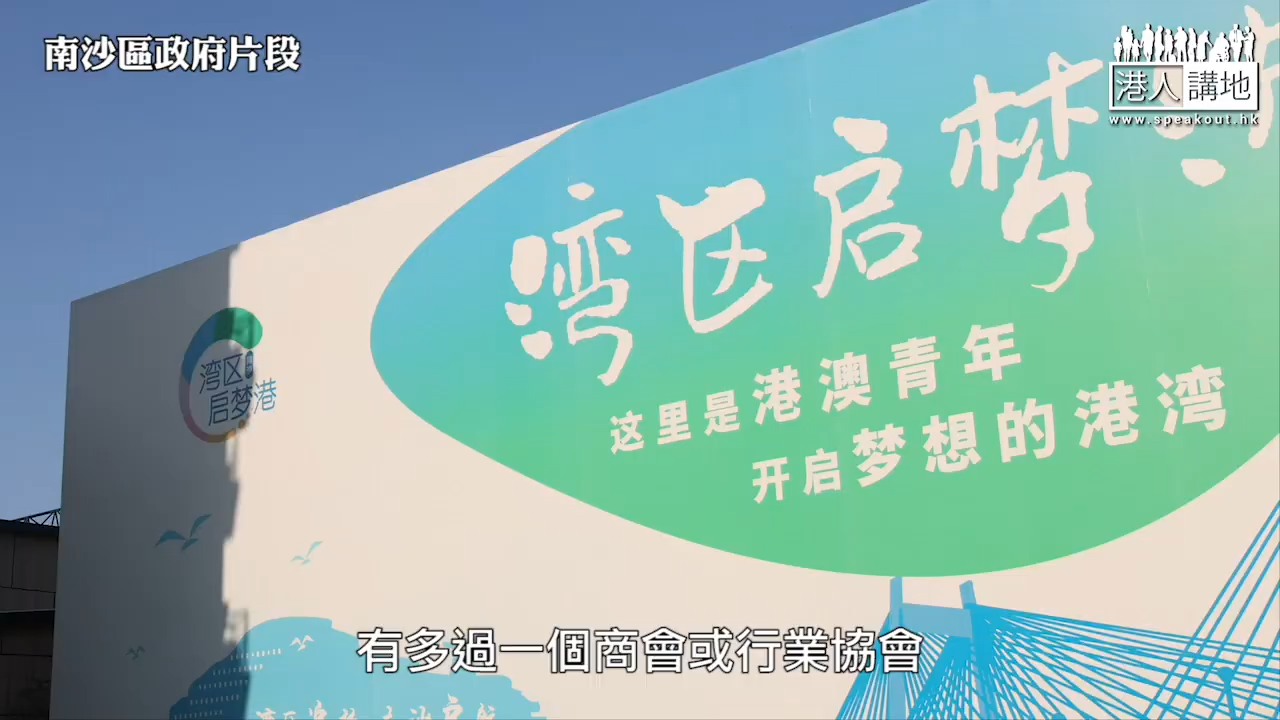 南沙區政府片段
港人講地
www.speakout.hk
湾区启梦
这里是港澳青年
开启梦想的港湾
湾区
启梦港
有多過一個商會或行業協會